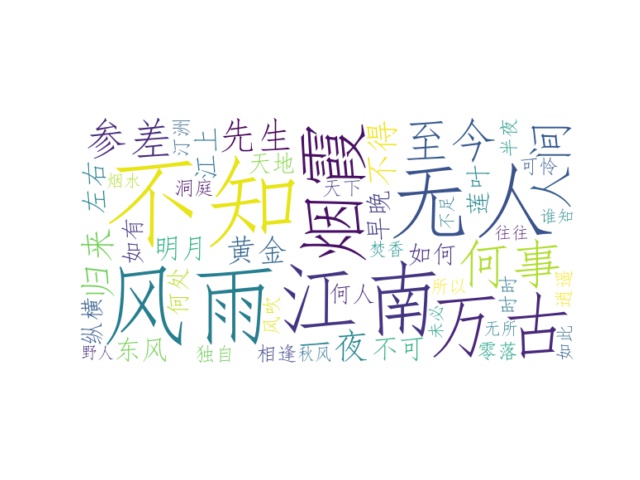 参差
汀洲
江上
先生
烟霞
不得
至今
半夜
人间
左右
烟水
不知
天地
天下
无人
可怜
洞庭
早晚
不足
莲叶
谁知
归来
如有
明月
黄金
焚香
如何
往往
何事
风雨
何处
江南
何人
所以
万古
时时
逍遥
纵横
风吹
未必
无所
野人
东风
独自
相逢
秋风
一夜
不可
零落
如此